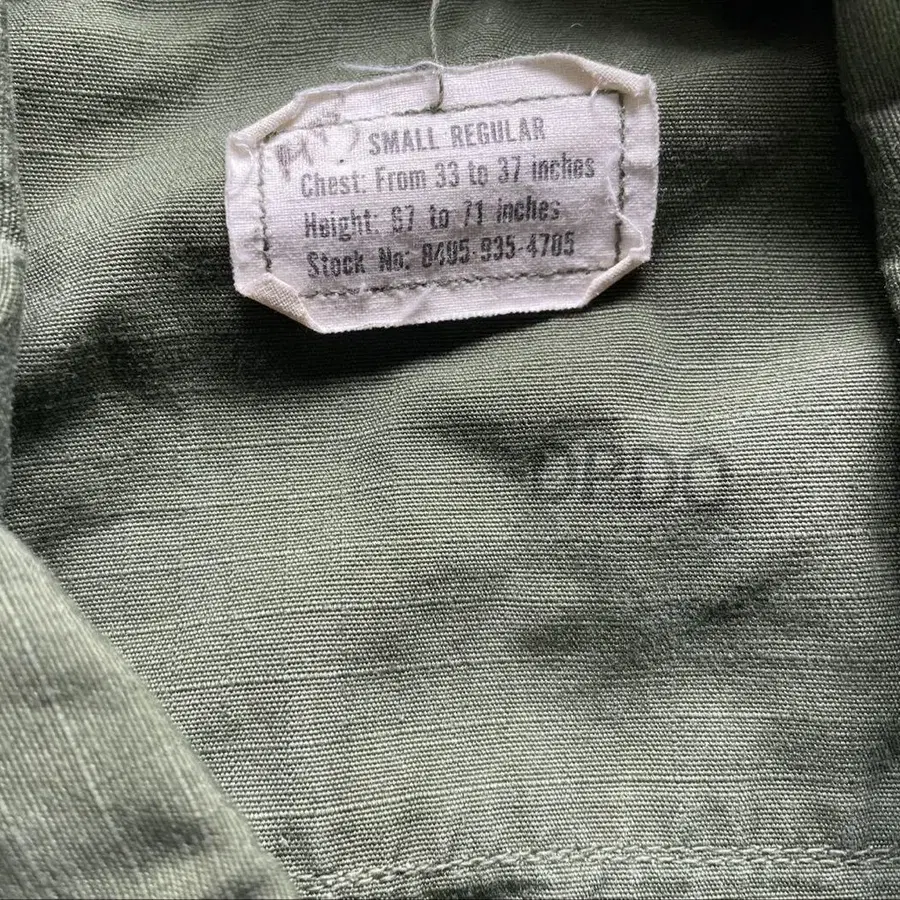 SMALL REGULAR
Chest: From 33 to 37 inches
Height: 67 to 71 inches
Stock No: 8405-935-4705